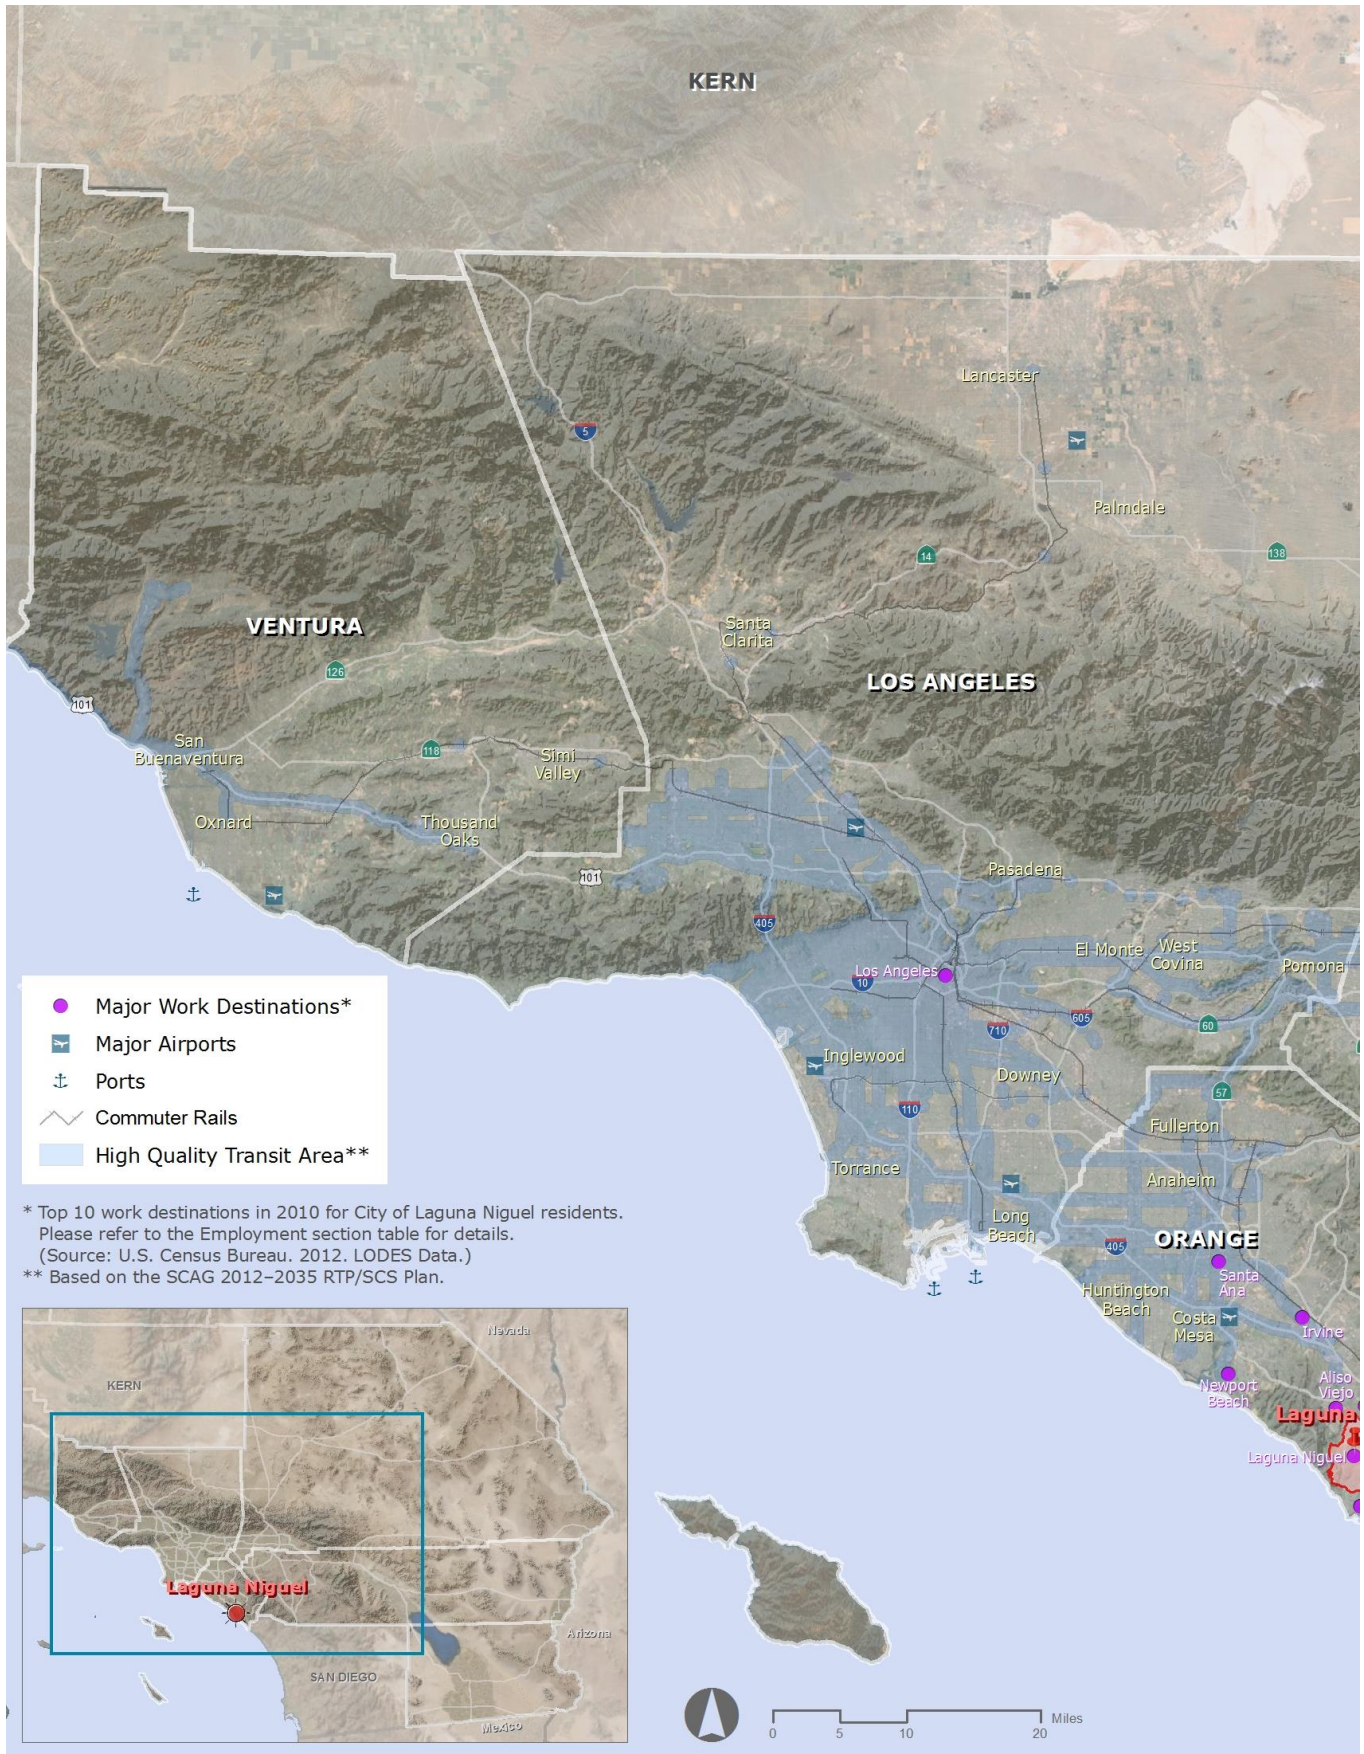 KERN
Lancaster
5
Palmdale
14
138
Santa
Clarita
VENTURA
126
LOS ANGELES
101
San
Buenaventura
118
Simi
Valley
Oxnard
Thousand
Oaks
101
Pasadena
405
El Monte
West
Covina
Pomona
Los Angeles
10
710
605
60
Inglewood
Downey
57
110
Fullerton
Torrance
Anaheim
Long
Beach
405
ORANGE
Santa
Ana
Huntington
Beach
Costa
Mesa
Irvine
Newport
Beach
Aliso
Viejo
Laguna
Laguna Niguel
Major Work Destinations*
Major Airports
Ports
Commuter Rails
High Quality Transit Area**
* Top 10 work destinations in 2010 for City of Laguna Niguel residents.
Please refer to the Employment section table for details.
(Source: U.S. Census Bureau. 2012. LODES Data.)
** Based on the SCAG 2012–2035 RTP/SCS Plan.
Nevada
KERN
Laguna Niguel
Arizona
SAN DIEGO
Mexico
Miles
0 5 10 20